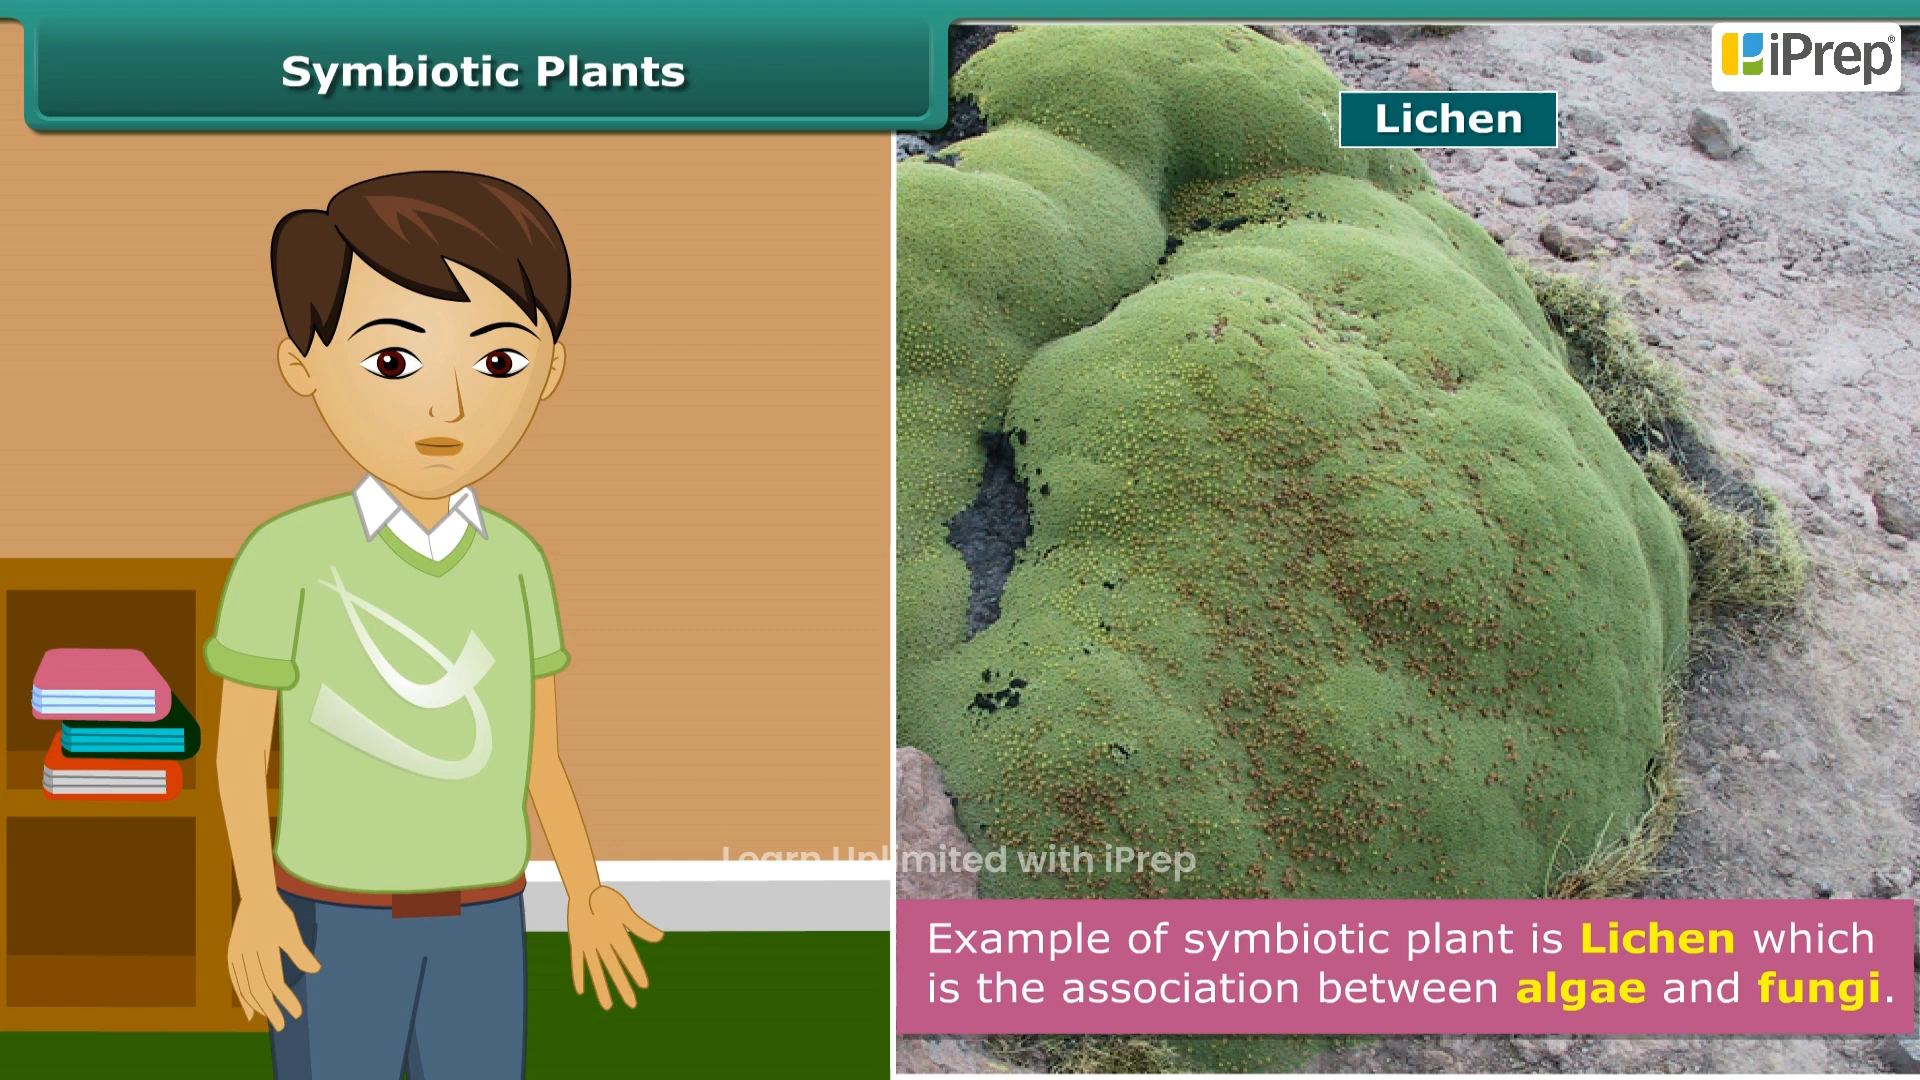 Symbiotic Plants
iPrep®
Lichen
Learn Unlimited with iPrep
Example of symbiotic plant is Lichen which
is the association between algae and fungi.